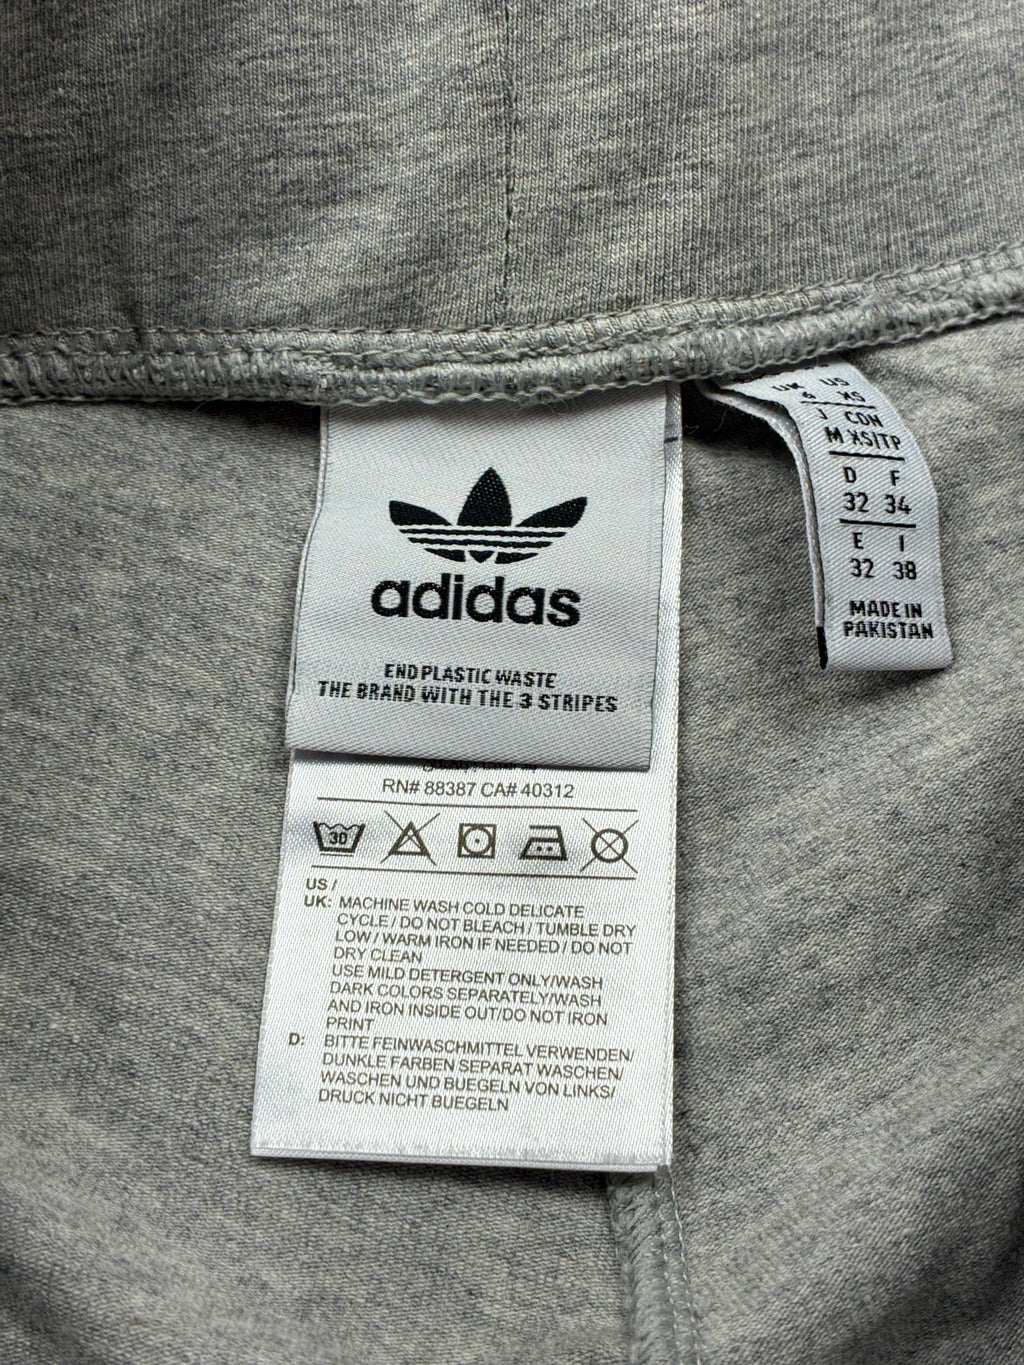 adidas
END PLASTIC WASTE
THE BRAND WITH THE 3 STRIPES
RN# 88387 CA# 40312
30
US /
UK: MACHINE WASH COLD DELICATE
CYCLE / DO NOT BLEACH / TUMBLE DRY
LOW / WARM IRON IF NEEDED / DO NOT
DRY CLEAN
USE MILD DETERGENT ONLY/WASH
DARK COLORS SEPARATELY/WASH
AND IRON INSIDE OUT/DO NOT IRON
PRINT
D: BITTE FEINWASCHMITTEL VERWENDEN/
DUNKLE FARBEN SEPARAT WASCHEN/
WASCHEN UND BUEGELN VON LINKS/
DRUCK NICHT BUEGELN
UK US
6 XS
J CDN
M XS/TP
D F
32 34
E I
32 38
MADE IN
PAKISTAN